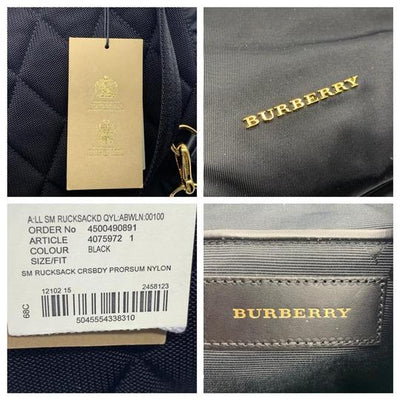 BURBERRY
A:LL SM RUCKSACKD QYL:ABWLN:00100
ORDER No 4500490891
ARTICLE 4075972 1
COLOUR BLACK
SIZE/FIT
SM RUCKSACK CRSBDY PRORSUM NYLON
12102 15 2458123
68C
5045554338310
BURBERRY